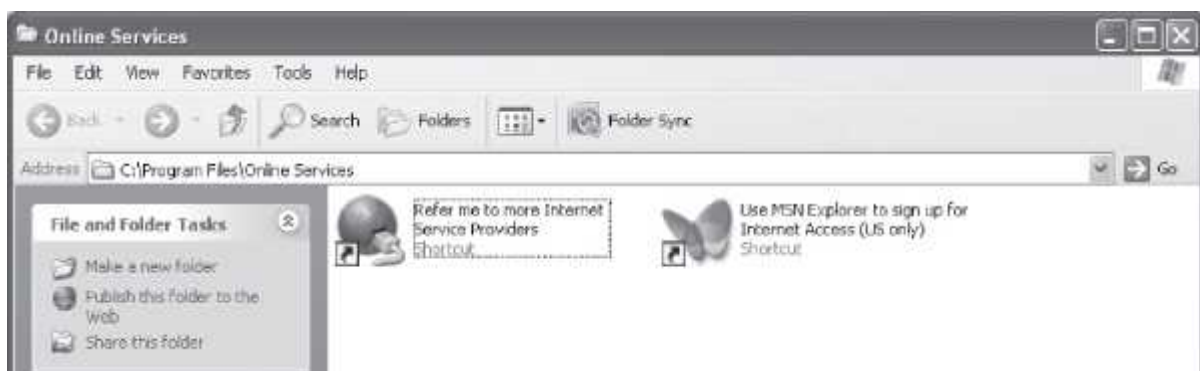 Online Services
File Edit View Favorites Tools Help
Back Search Folders Folder Sync
Address C:\Program Files\Online Services Go
File and Folder Tasks
Make a new folder
Publish this folder to the
Web
Share this folder
Refer me to more Internet
Service Providers
Shortcut
Use MSN Explorer to sign up for
Internet Access (US only)
Shortcut